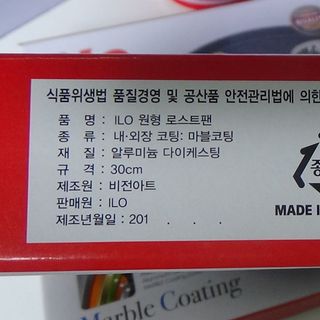 식품위생법 품질경영 및 공산품 안전관리법에 의한
품 명 : ILO 원형 로스트팬
종 류 : 내·외장 코팅: 마블코팅
재 질 : 알루미늄 다이케스팅
규 격 : 30cm
제조원 : 비전아트
판매원 : ILO
제조년월일 : 201 . . .
종
MADE I
Marble Coating